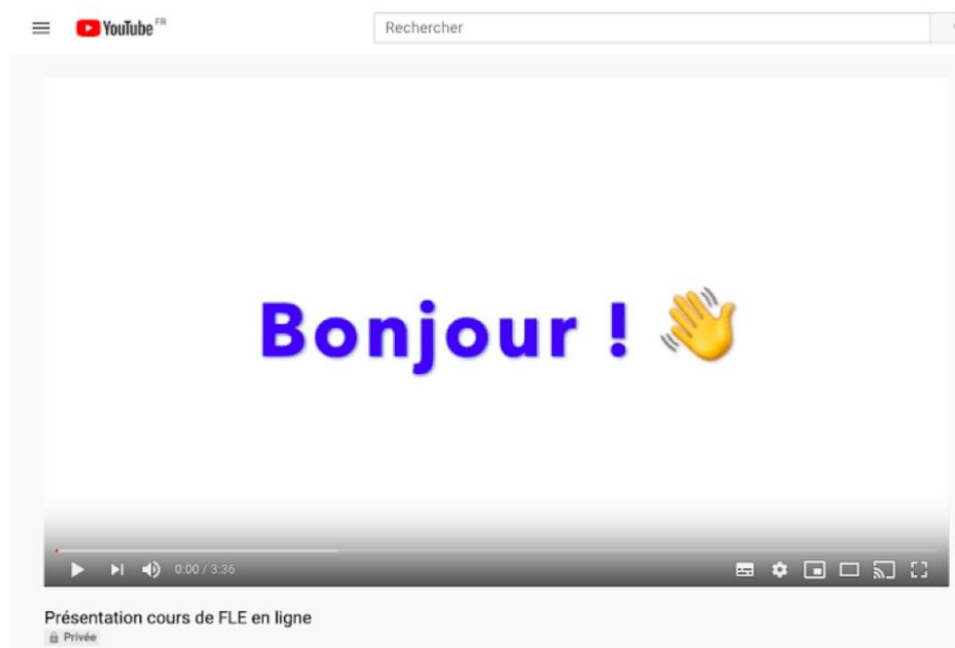 YouTube FR
Rechercher
Bonjour ! 👋
0:00 / 3:36
Présentation cours de FLE en ligne
Privée